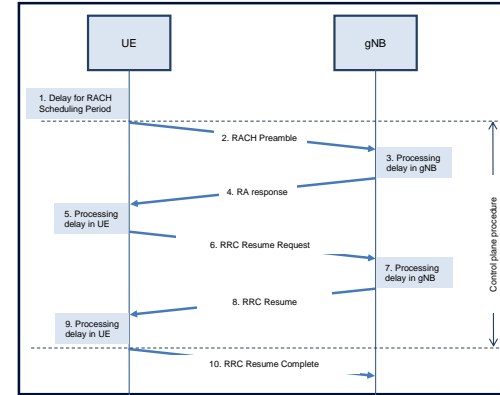 UE
gNB
1. Delay for RACH
Scheduling Period
2. RACH Preamble
3. Processing
delay in gNB
4. RA response
5. Processing
delay in UE
6. RRC Resume Request
7. Processing
delay in gNB
8. RRC Resume
9. Processing
delay in UE
10. RRC Resume Complete
Control plane procedure